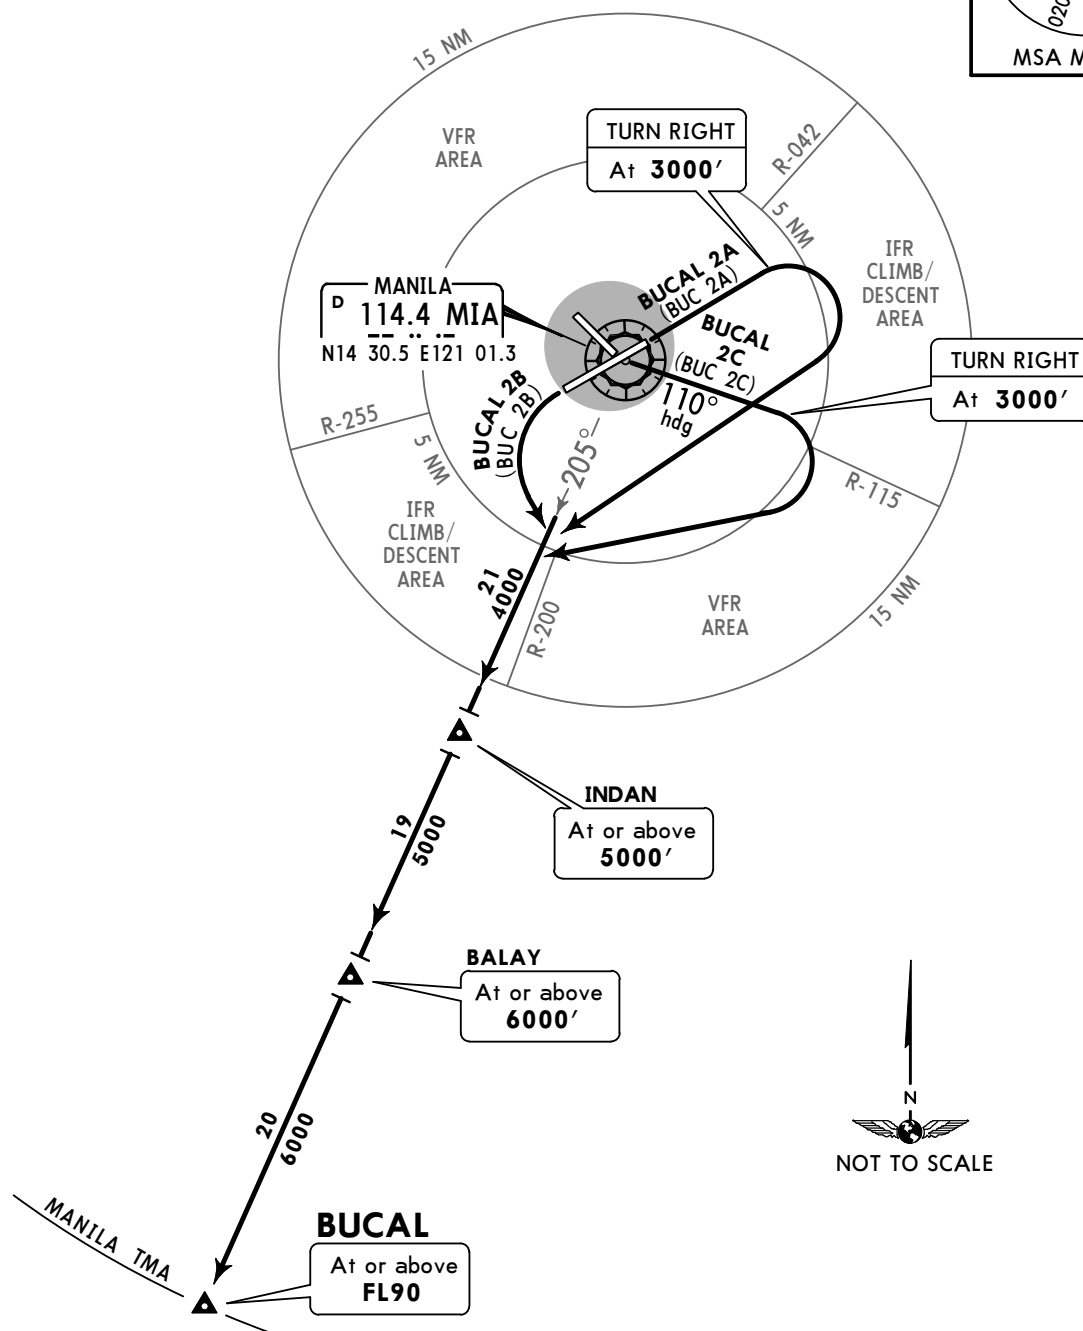 020
MSA M
15 NM
VFR
AREA
TURN RIGHT
At 3000′
R-042
5 NM
IFR
CLIMB/
DESCENT
AREA
MANILA
D 114.4 MIA
N14 30.5 E121 01.3
BUCAL 2A
(BUC 2A)
BUCAL
2C
(BUC 2C)
TURN RIGHT
At 3000′
110°
hdg
BUCAL 2B
(BUC 2B)
R-255
5 NM
205°
R-115
IFR
CLIMB/
DESCENT
AREA
21
4000
R-200
VFR
AREA
15 NM
INDAN
At or above
5000′
19
5000
BALAY
At or above
6000′
20
6000
N
NOT TO SCALE
MANILA TMA
BUCAL
At or above
FL90